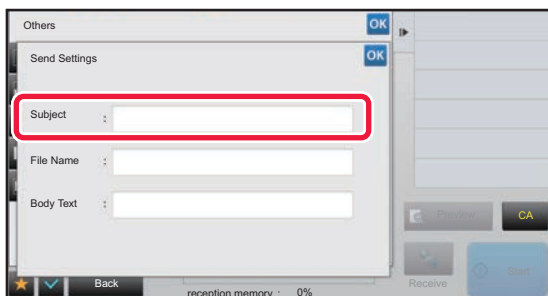 Others OK
Send Settings OK
Subject :
File Name :
Body Text :
Preview CA
Back
reception memory : 0%
Receive Start